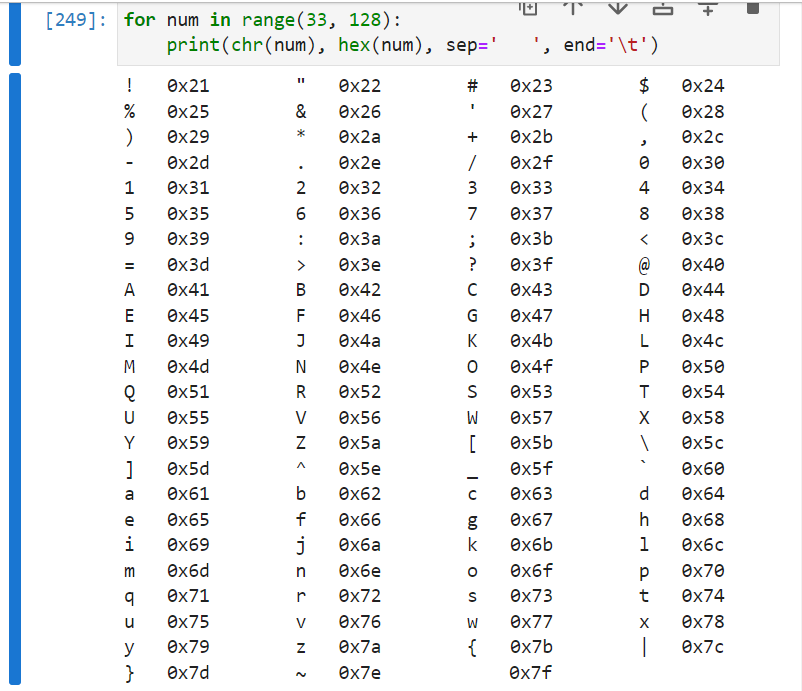 [249]: for num in range(33, 128):
print(chr(num), hex(num), sep='   ', end='\t')
! 0x21 " 0x22 # 0x23 $ 0x24
% 0x25 & 0x26 ' 0x27 ( 0x28
) 0x29 * 0x2a + 0x2b , 0x2c
- 0x2d . 0x2e / 0x2f 0 0x30
1 0x31 2 0x32 3 0x33 4 0x34
5 0x35 6 0x36 7 0x37 8 0x38
9 0x39 : 0x3a ; 0x3b < 0x3c
= 0x3d > 0x3e ? 0x3f @ 0x40
A 0x41 B 0x42 C 0x43 D 0x44
E 0x45 F 0x46 G 0x47 H 0x48
I 0x49 J 0x4a K 0x4b L 0x4c
M 0x4d N 0x4e O 0x4f P 0x50
Q 0x51 R 0x52 S 0x53 T 0x54
U 0x55 V 0x56 W 0x57 X 0x58
Y 0x59 Z 0x5a [ 0x5b \ 0x5c
] 0x5d ^ 0x5e _ 0x5f ` 0x60
a 0x61 b 0x62 c 0x63 d 0x64
e 0x65 f 0x66 g 0x67 h 0x68
i 0x69 j 0x6a k 0x6b l 0x6c
m 0x6d n 0x6e o 0x6f p 0x70
q 0x71 r 0x72 s 0x73 t 0x74
u 0x75 v 0x76 w 0x77 x 0x78
y 0x79 z 0x7a { 0x7b | 0x7c
} 0x7d ~ 0x7e 0x7f